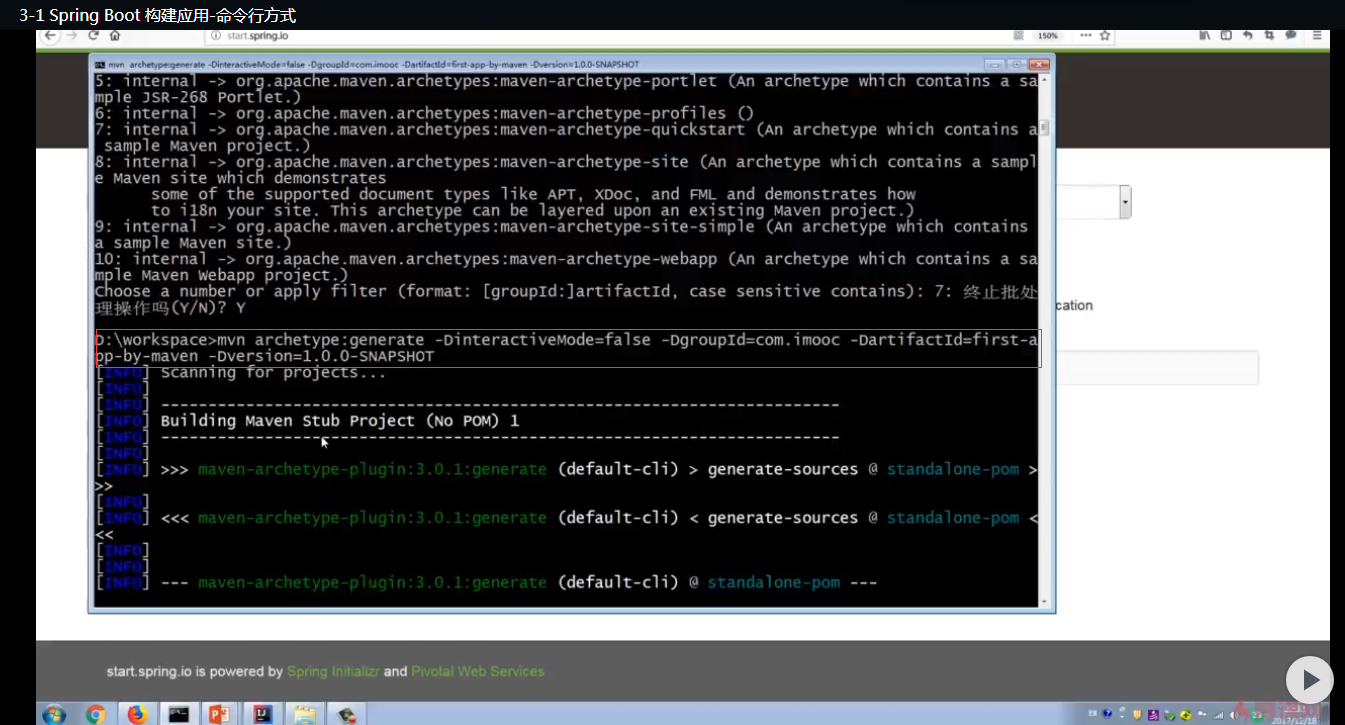 3-1 Spring Boot 构建应用-命令行方式
start.spring.io
150%
mvn archetype:generate -DinteractiveMode=false -DgroupId=com.imooc -DartifactId=first-app-by-maven -Dversion=1.0.0-SNAPSHOT
5: internal -> org.apache.maven.archetypes:maven-archetype-portlet (An archetype which contains a sa
mple JSR-268 Portlet.)
6: internal -> org.apache.maven.archetypes:maven-archetype-profiles ()
7: internal -> org.apache.maven.archetypes:maven-archetype-quickstart (An archetype which contains a
sample Maven project.)
8: internal -> org.apache.maven.archetypes:maven-archetype-site (An archetype which contains a sampl
e Maven site which demonstrates
some of the supported document types like APT, XDoc, and FML and demonstrates how
to i18n your site. This archetype can be layered upon an existing Maven project.)
9: internal -> org.apache.maven.archetypes:maven-archetype-site-simple (An archetype which contains
a sample Maven site.)
10: internal -> org.apache.maven.archetypes:maven-archetype-webapp (An archetype which contains a sa
mple Maven Webapp project.)
Choose a number or apply filter (format: [groupId:]artifactId, case sensitive contains): 7: 终止批处
理操作吗(Y/N)? Y
cation
D:\workspace>mvn archetype:generate -DinteractiveMode=false -DgroupId=com.imooc -DartifactId=first-a
pp-by-maven -Dversion=1.0.0-SNAPSHOT
[INFO] Scanning for projects...
[INFO]
[INFO] ------------------------------------------------------------------------
[INFO] Building Maven Stub Project (No POM) 1
[INFO] ------------------------------------------------------------------------
[INFO]
[INFO] >>> maven-archetype-plugin:3.0.1:generate (default-cli) > generate-sources @ standalone-pom >
>>
[INFO]
[INFO] <<< maven-archetype-plugin:3.0.1:generate (default-cli) < generate-sources @ standalone-pom <
<<
[INFO]
[INFO]
[INFO] --- maven-archetype-plugin:3.0.1:generate (default-cli) @ standalone-pom ---
start.spring.io is powered by Spring Initializr and Pivotal Web Services
2017/12/18